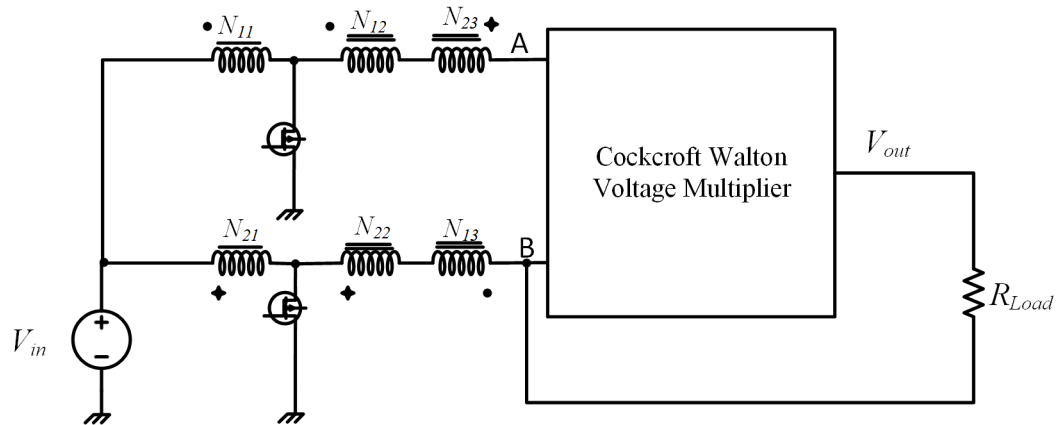 N11
N12
N23
A
Cockcroft Walton
Voltage Multiplier
Vout
N21
N22
N13
B
RLoad
Vin
+
−